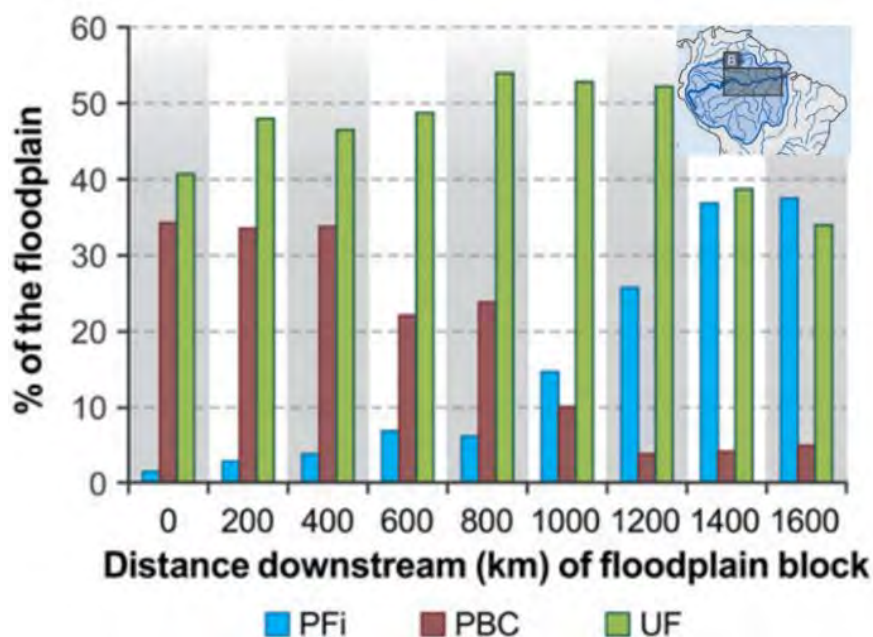 60
50
40
30
20
10
0
% of the floodplain
B
0 200 400 600 800 1000 1200 1400 1600
Distance downstream (km) of floodplain block
PFi PBC UF